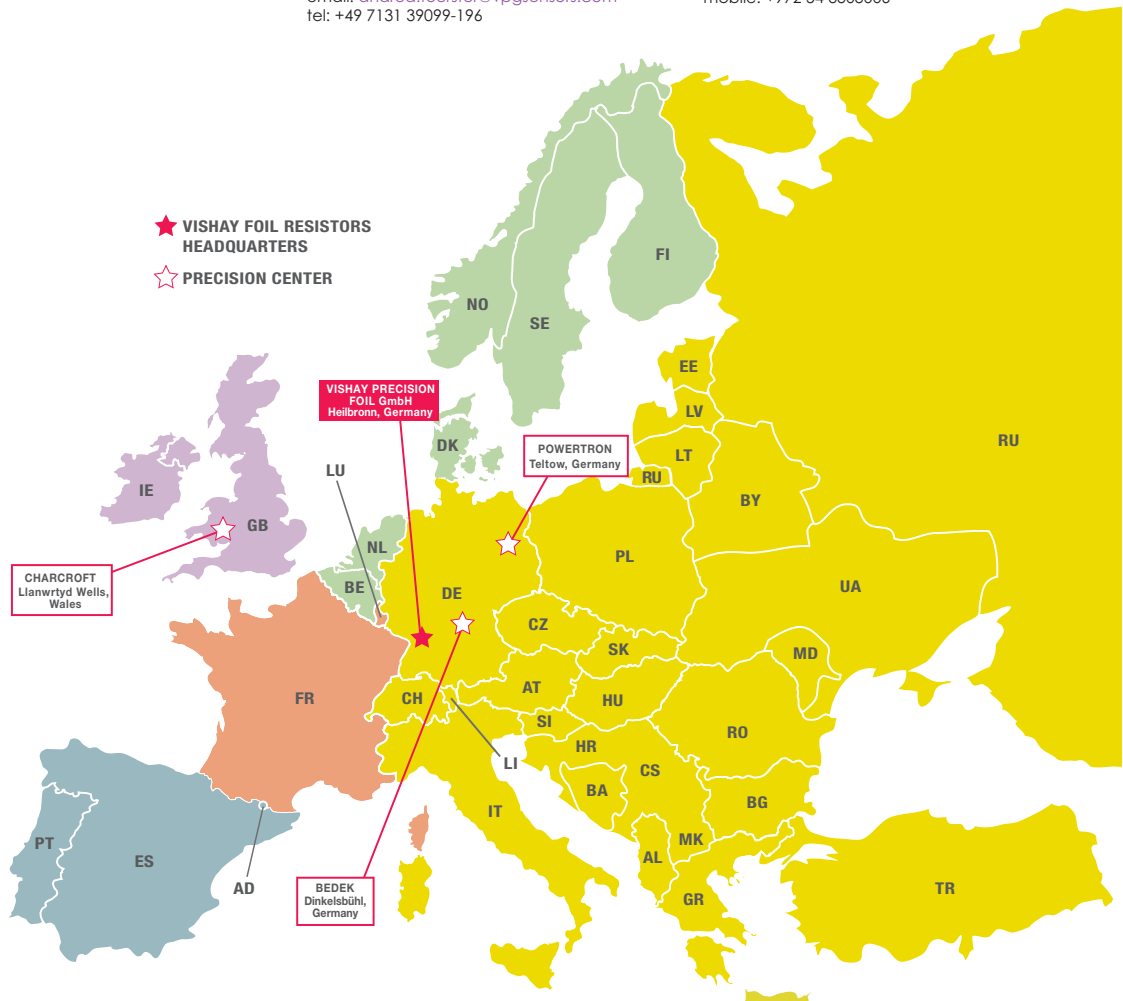 tel: +49 7131 39099-196
VISHAY FOIL RESISTORS
HEADQUARTERS
PRECISION CENTER
FI
NO
SE
EE
VISHAY PRECISION
FOIL GmbH
Heilbronn, Germany
LV
RU
DK
POWERTRON
Teltow, Germany
LT
LU
RU
IE
BY
GB
NL
PL
CHARCROFT
Llanwrtyd Wells,
Wales
BE
DE
UA
CZ
SK
MD
FR
CH
AT
HU
SI
RO
HR
LI
CS
BA
BG
IT
PT
MK
ES
AL
AD
BEDEK
Dinkelsbühl,
Germany
GR
TR